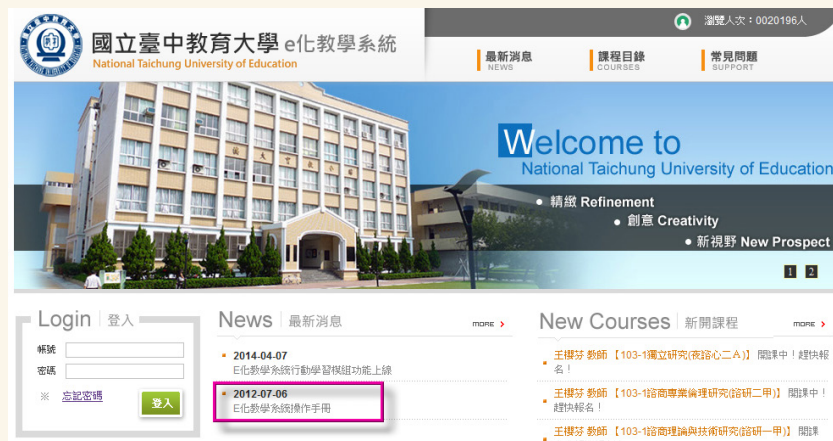 瀏覽人次：0020196人
國立臺中教育大學 e化教學系統
National Taichung University of Education
最新消息
NEWS
課程目錄
COURSES
常見問題
SUPPORT
Welcome to
National Taichung University of Education
● 精緻 Refinement
● 創意 Creativity
● 新視野 New Prospect
1 2
Login 登入
帳號
密碼
※ 忘記密碼
登入
News 最新消息
MORE >
2014-04-07
E化教學系統行動學習模組功能上線
2012-07-06
E化教學系統操作手冊
New Courses 新開課程
MORE >
王櫻芬 教師 【103-1獨立研究(夜諮心二A)】 開課中！趕快報
名！
王櫻芬 教師 【103-1諮商專業倫理研究(諮研二甲)】 開課中！
趕快報名！
王櫻芬 教師 【103-1諮商理論與技術研究(諮研一甲)】 開課